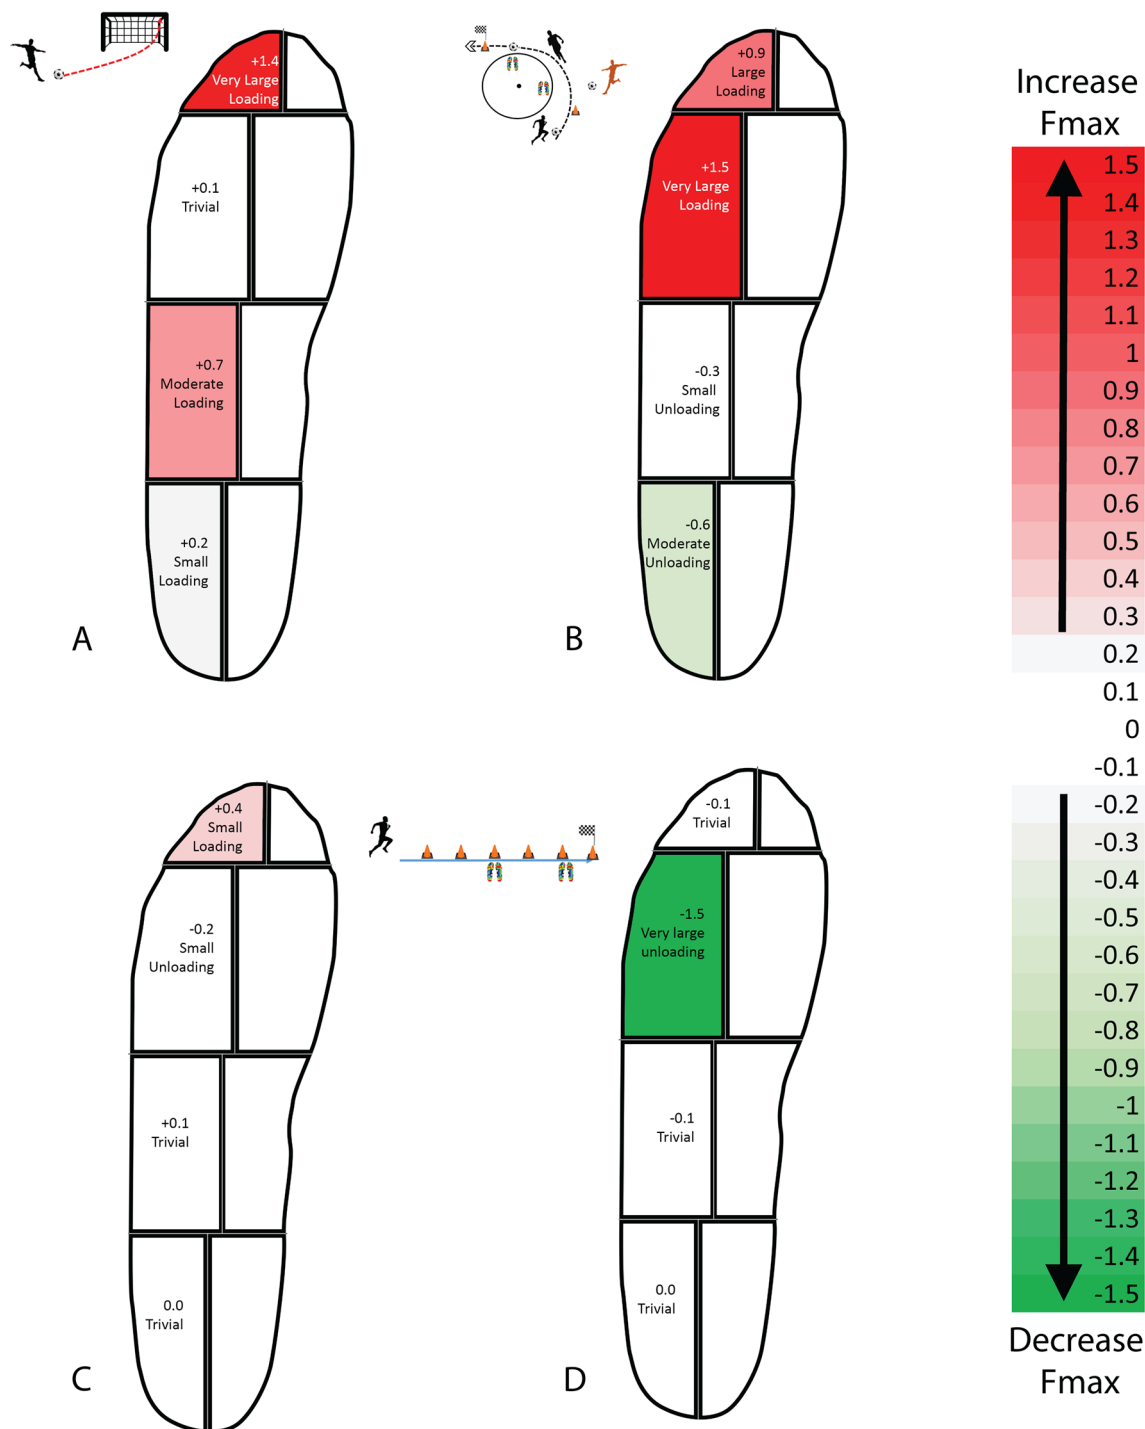 +1.4
Very Large
Loading
+0.1
Trivial
+0.7
Moderate
Loading
+0.2
Small
Loading
A
+0.9
Large
Loading
+1.5
Very Large
Loading
-0.3
Small
Unloading
-0.6
Moderate
Unloading
B
+0.4
Small
Loading
-0.2
Small
Unloading
+0.1
Trivial
0.0
Trivial
C
-0.1
Trivial
-1.5
Very large
unloading
-0.1
Trivial
0.0
Trivial
D
Increase
Fmax
1.5
1.4
1.3
1.2
1.1
1
0.9
0.8
0.7
0.6
0.5
0.4
0.3
0.2
0.1
0
-0.1
-0.2
-0.3
-0.4
-0.5
-0.6
-0.7
-0.8
-0.9
-1
-1.1
-1.2
-1.3
-1.4
-1.5
Decrease
Fmax